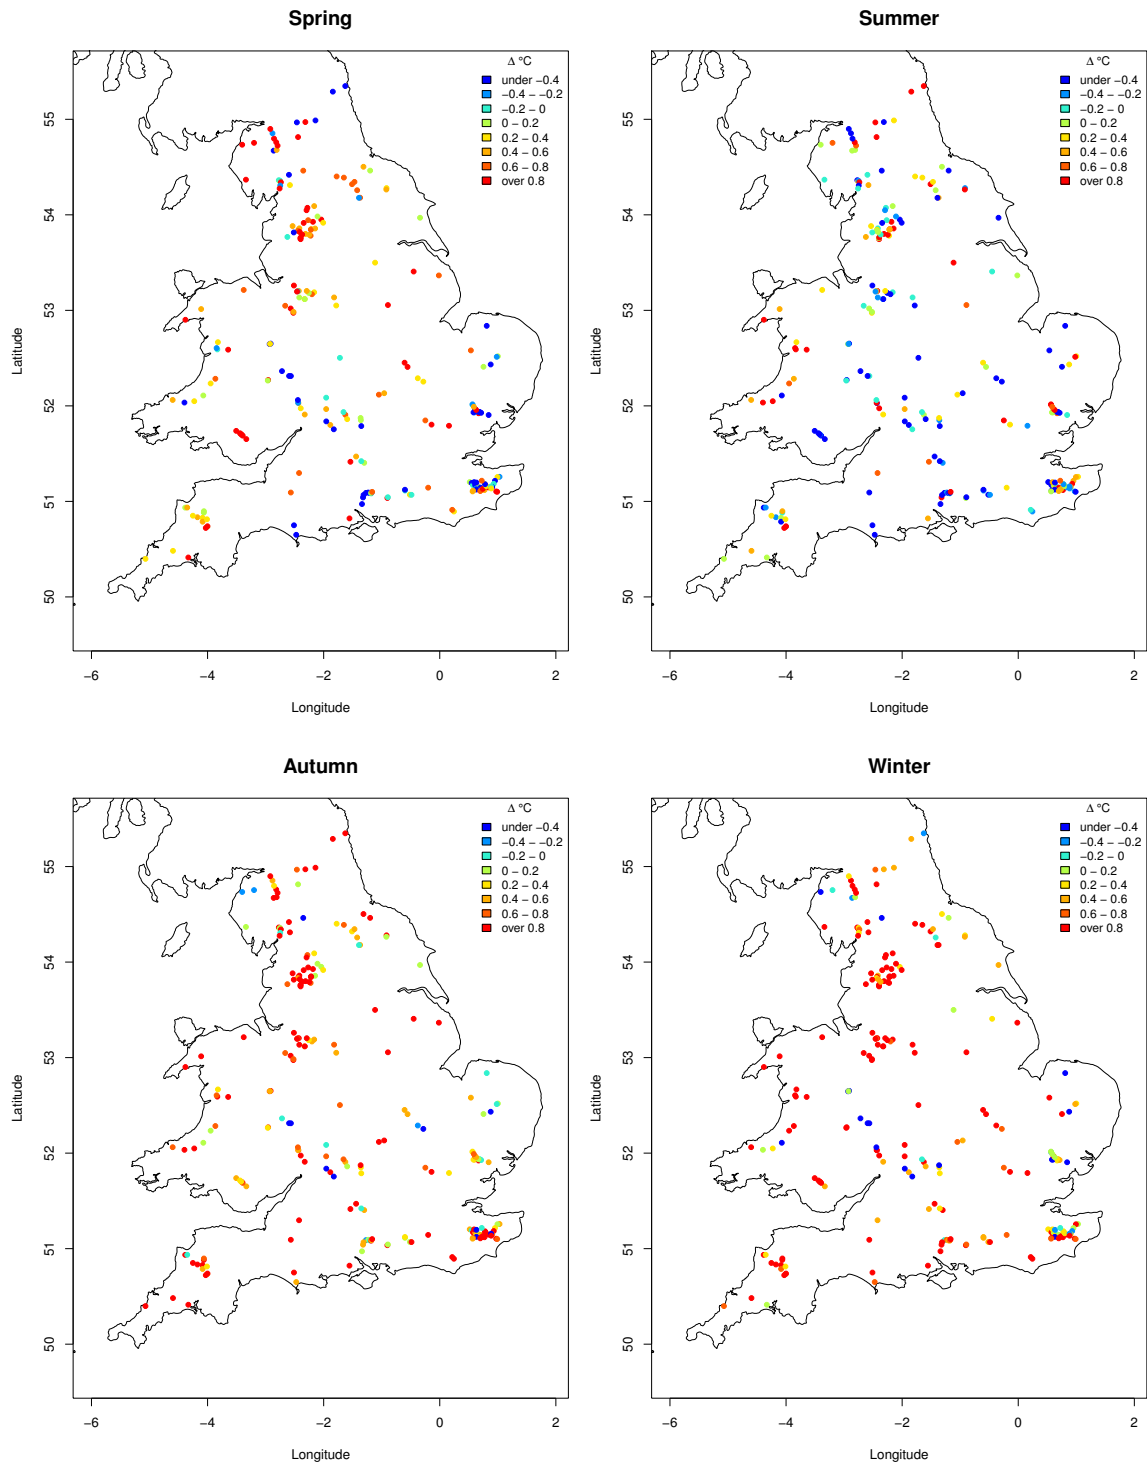 Spring
Δ °C
under −0.4
−0.4 − −0.2
−0.2 − 0
0 − 0.2
0.2 − 0.4
0.4 − 0.6
0.6 − 0.8
over 0.8
55
54
53
52
51
50
Latitude
−6 −4 −2 0 2
Longitude
Summer
Δ °C
under −0.4
−0.4 − −0.2
−0.2 − 0
0 − 0.2
0.2 − 0.4
0.4 − 0.6
0.6 − 0.8
over 0.8
55
54
53
52
51
50
Latitude
−6 −4 −2 0 2
Longitude
Autumn
Δ °C
under −0.4
−0.4 − −0.2
−0.2 − 0
0 − 0.2
0.2 − 0.4
0.4 − 0.6
0.6 − 0.8
over 0.8
55
54
53
52
51
50
Latitude
−6 −4 −2 0 2
Longitude
Winter
Δ °C
under −0.4
−0.4 − −0.2
−0.2 − 0
0 − 0.2
0.2 − 0.4
0.4 − 0.6
0.6 − 0.8
over 0.8
55
54
53
52
51
50
Latitude
−6 −4 −2 0 2
Longitude